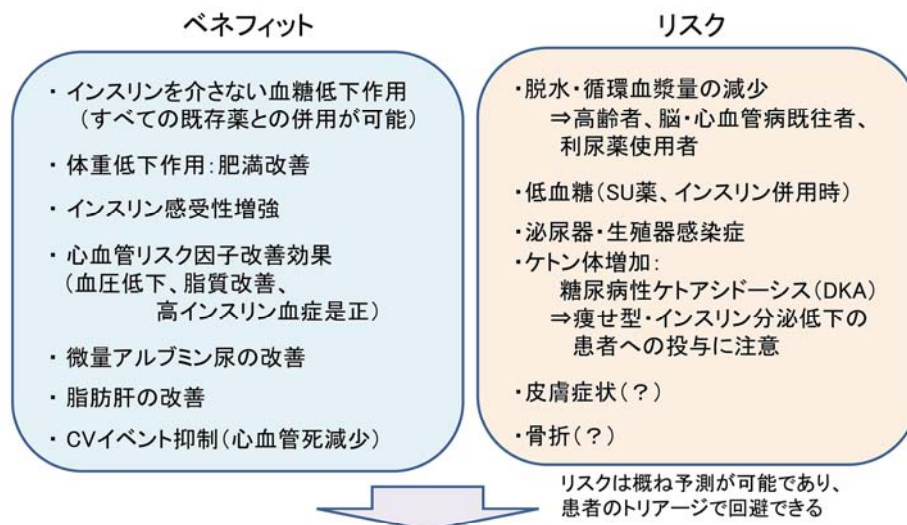 ベネフィット
・インスリンを介さない血糖低下作用
（すべての既存薬との併用が可能）
・体重低下作用：肥満改善
・インスリン感受性増強
・心血管リスク因子改善効果
（血圧低下、脂質改善、
高インスリン血症是正）
・微量アルブミン尿の改善
・脂肪肝の改善
・CVイベント抑制（心血管死減少）
リスク
・脱水・循環血漿量の減少
⇒高齢者、脳・心血管病既往者、
利尿薬使用者
・低血糖（SU薬、インスリン併用時）
・泌尿器・生殖器感染症
・ケトン体増加：
糖尿病性ケトアシドーシス（DKA）
⇒痩せ型・インスリン分泌低下の
患者への投与に注意
・皮膚症状（？）
・骨折（？）
リスクは概ね予測が可能であり、
患者のトリアージで回避できる